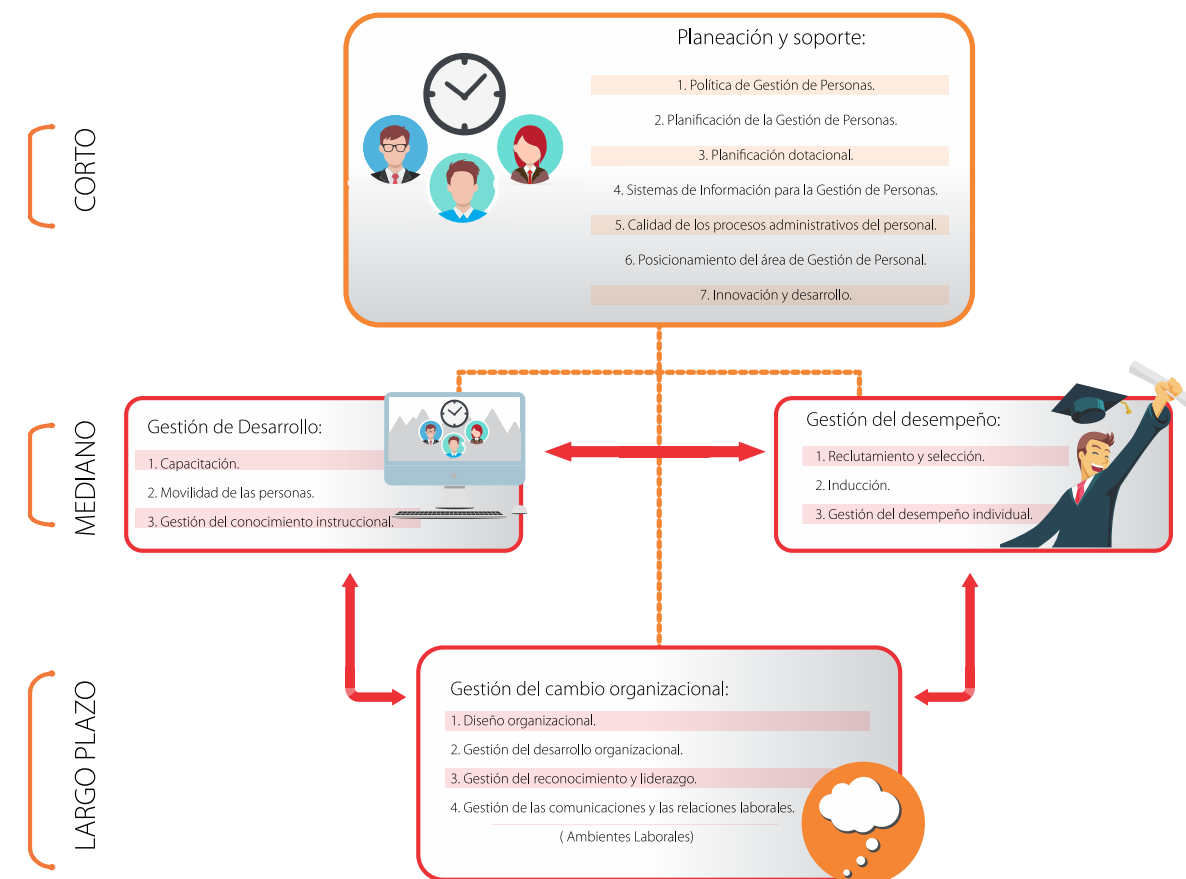 CORTO
Planeación y soporte:
1. Política de Gestión de Personas.
2. Planificación de la Gestión de Personas.
3. Planificación dotacional.
4. Sistemas de Información para la Gestión de Personas.
5. Calidad de los procesos administrativos del personal.
6. Posicionamiento del área de Gestión de Personal.
7. Innovación y desarrollo.
MEDIANO
Gestión de Desarrollo:
1. Capacitación.
2. Movilidad de las personas.
3. Gestión del conocimiento instruccional.
Gestión del desempeño:
1. Reclutamiento y selección.
2. Inducción.
3. Gestión del desempeño individual.
LARGO PLAZO
Gestión del cambio organizacional:
1. Diseño organizacional.
2. Gestión del desarrollo organizacional.
3. Gestión del reconocimiento y liderazgo.
4. Gestión de las comunicaciones y las relaciones laborales.
( Ambientes Laborales)